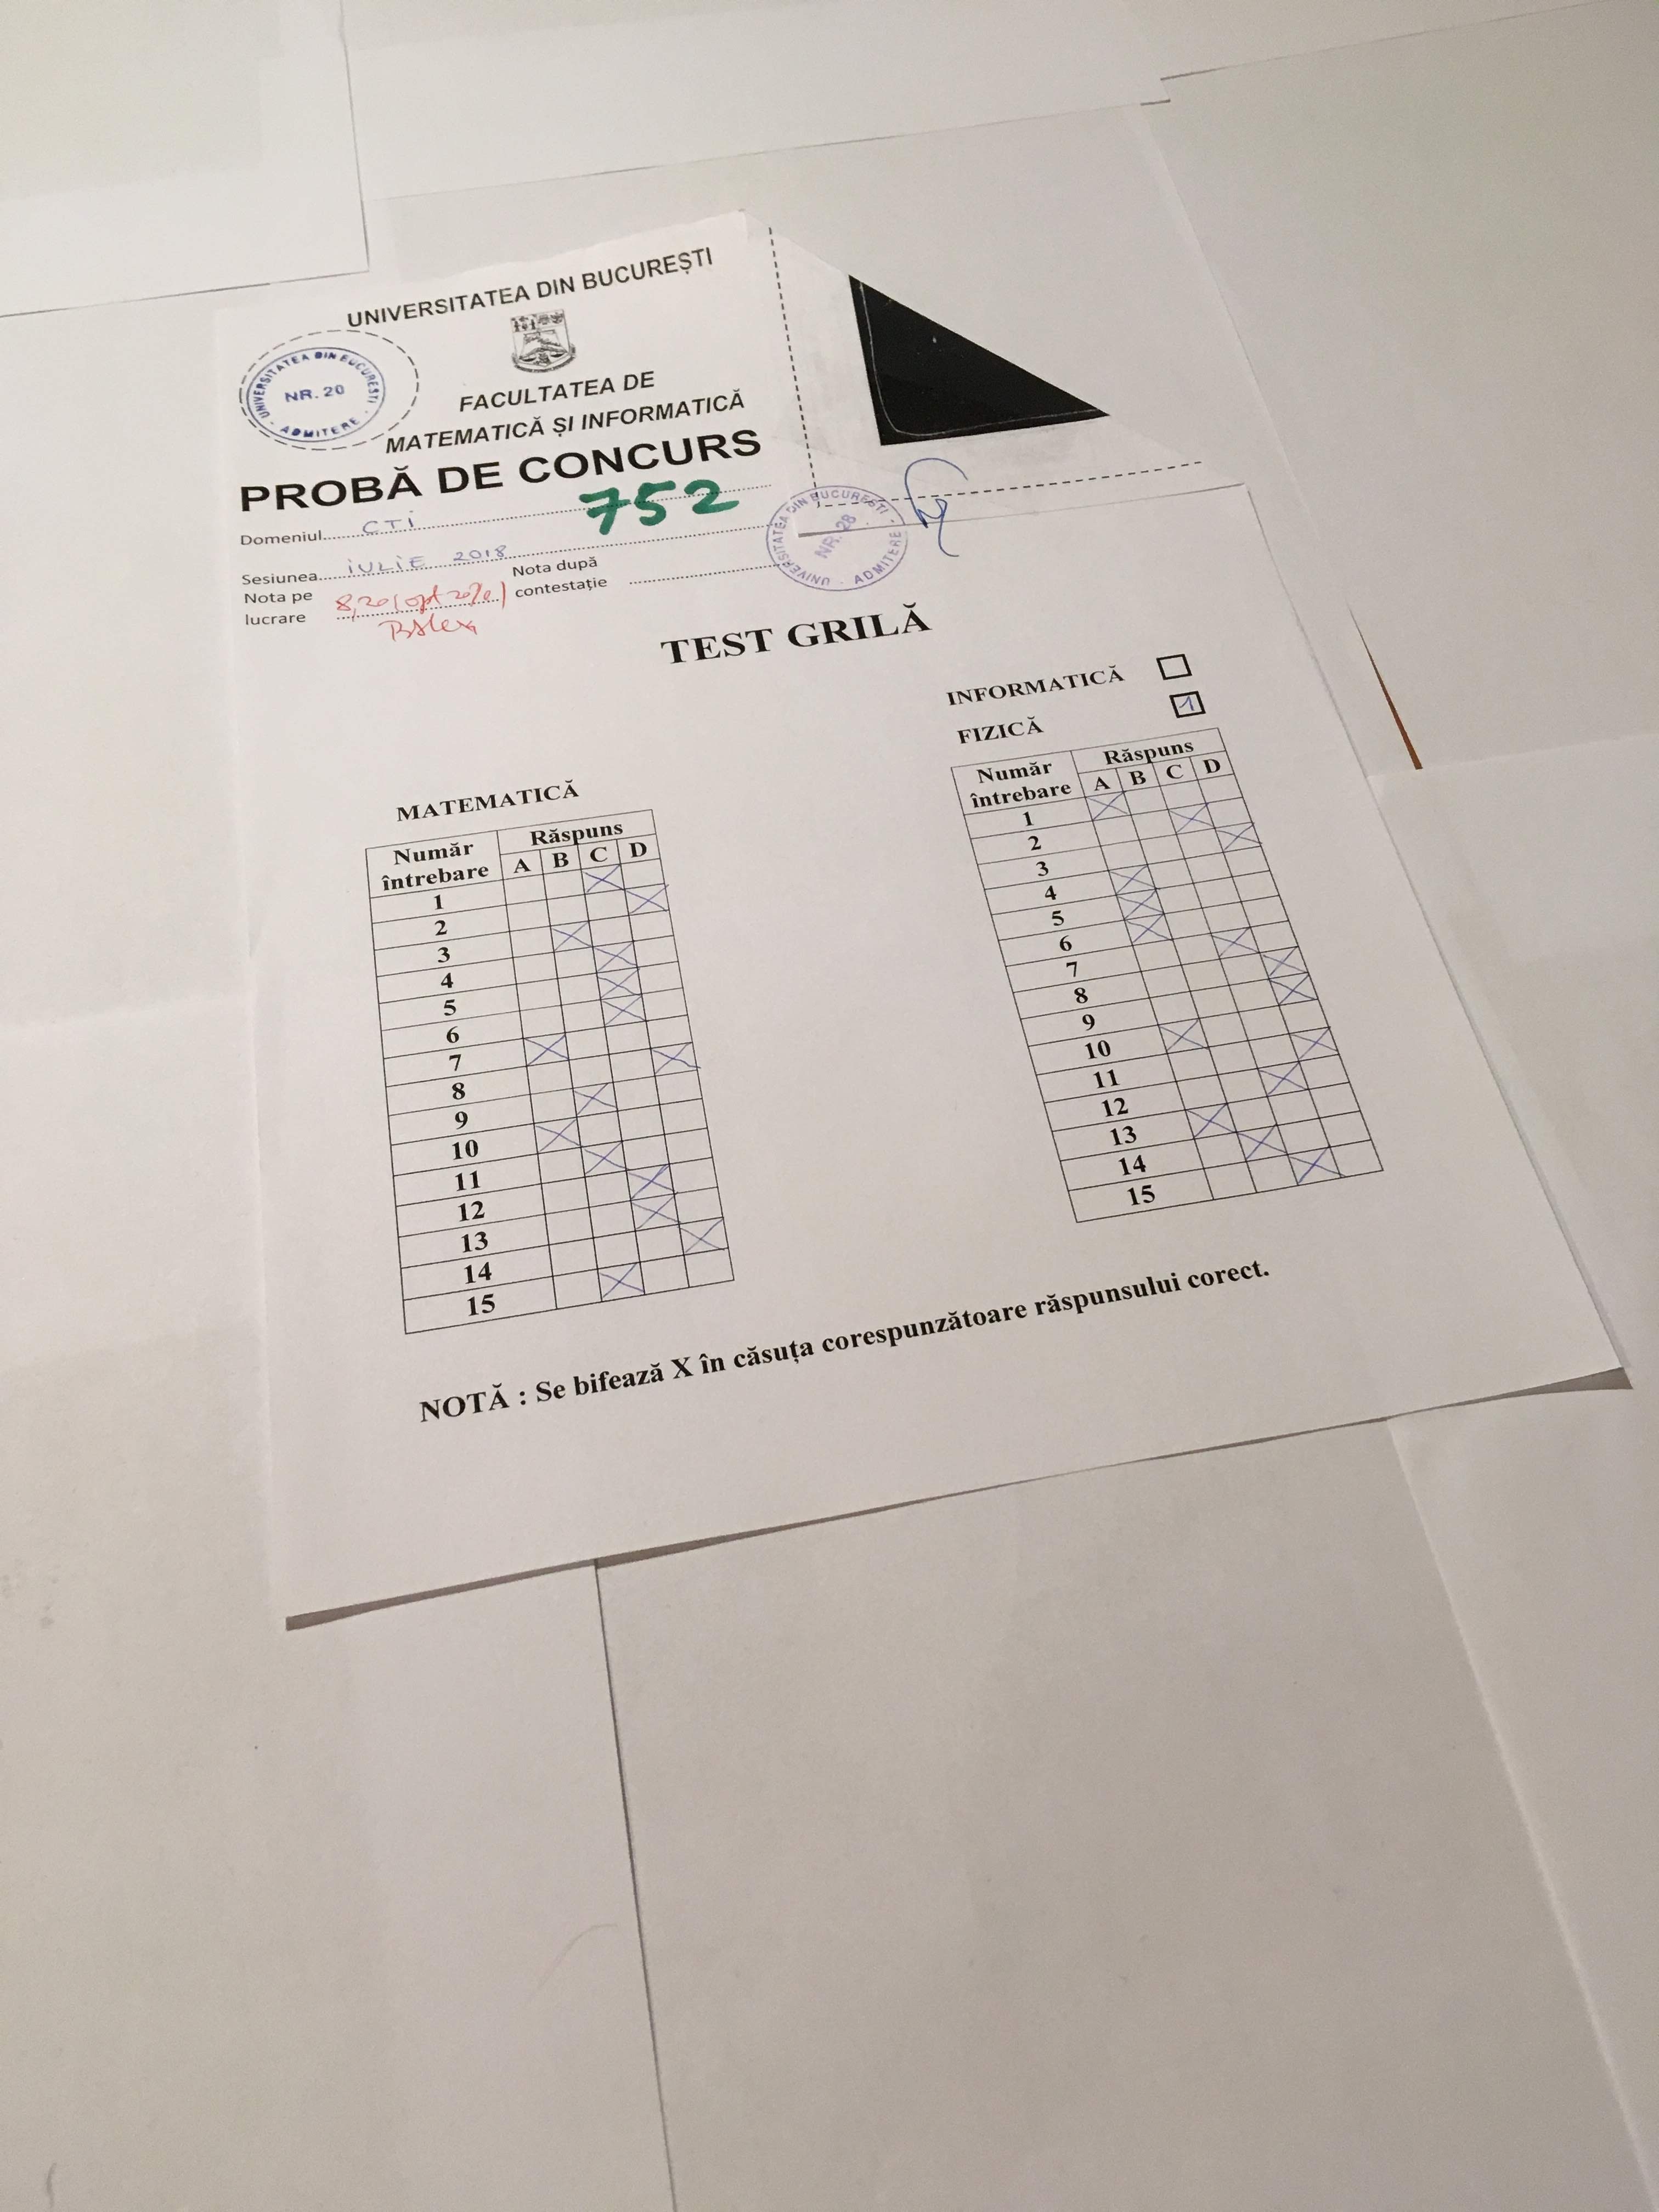 UNIVERSITATEA DIN BUCUREȘTI
UNIVERSITATEA DIN BUCUREȘTI
NR. 20
· ADMITERE ·
FACULTATEA DE
MATEMATICĂ ȘI INFORMATICĂ
PROBĂ DE CONCURS
752
Domeniul CTI
Sesiunea iULiE 2018
Nota pe lucrare 8,20 (opt 20%)
Nota după contestație
UNIVERSITATEA DIN BUCUREȘTI
NR. 28
· ADMITERE ·
TEST GRILĂ
INFORMATICĂ
FIZICĂ 1
MATEMATICĂ
Număr întrebare Răspuns
A B C D
1
2
3
4
5
6
7
8
9
10
11
12
13
14
15
Număr întrebare Răspuns
A B C D
1
2
3
4
5
6
7
8
9
10
11
12
13
14
15
NOTĂ : Se bifează X în căsuța corespunzătoare răspunsului corect.